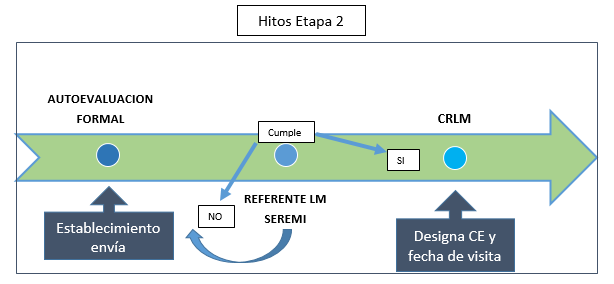 Hitos Etapa 2
AUTOEVALUACION
FORMAL
Cumple
CRLM
SI
NO
REFERENTE LM
SEREMI
Establecimiento
envía
Designa CE y
fecha de visita